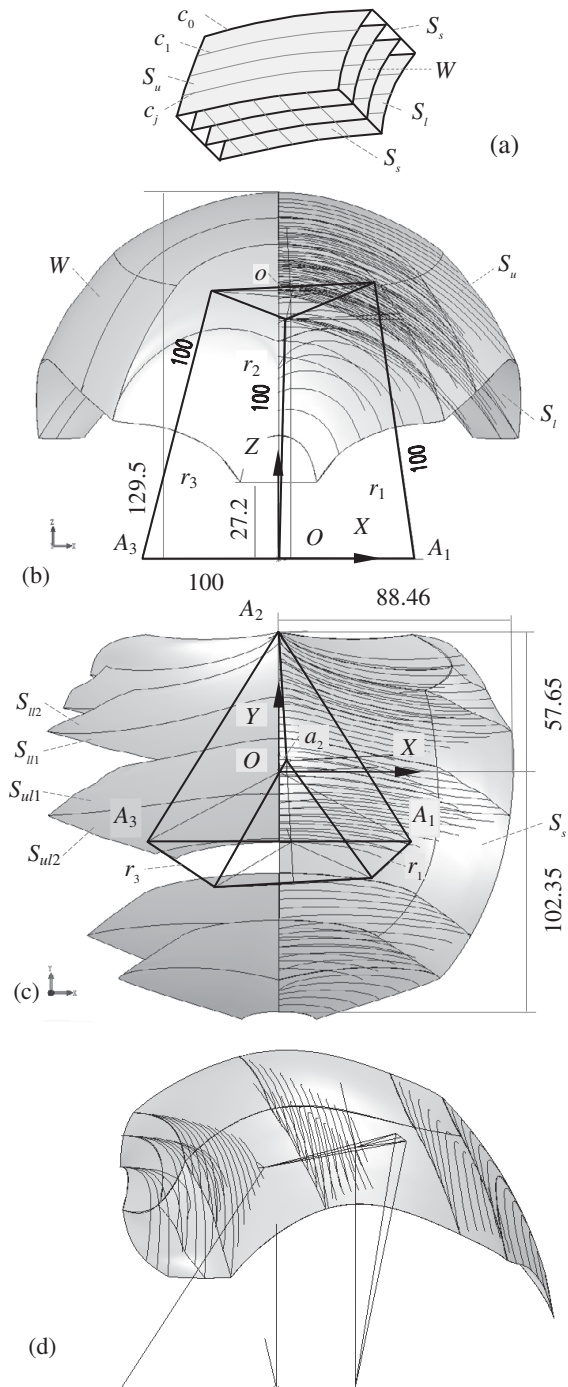 c0
c1
Su
cj
Ss
W
Sl
Ss
(a)
W
o
Su
100
r2
100
Sl
Z
129.5
r3
27.2
r1
100
O
X
A3
A1
(b)
100
88.46
A2
Sll2
Sll1
Y
a2
57.65
O
X
Sul1
A3
A1
Sul2
Ss
r3
r1
102.35
(c)
(d)